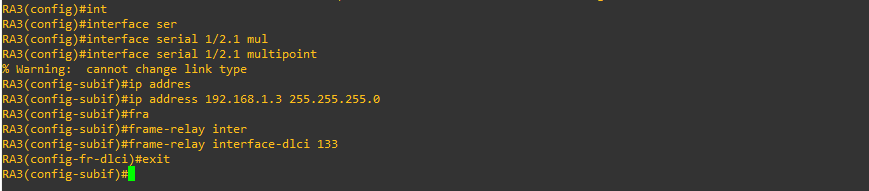 RA3(config)#int
RA3(config)#interface ser
RA3(config)#interface serial 1/2.1 mul
RA3(config)#interface serial 1/2.1 multipoint
% Warning:  cannot change link type
RA3(config-subif)#ip addres
RA3(config-subif)#ip address 192.168.1.3 255.255.255.0
RA3(config-subif)#fra
RA3(config-subif)#frame-relay inter
RA3(config-subif)#frame-relay interface-dlci 133
RA3(config-fr-dlci)#exit
RA3(config-subif)#